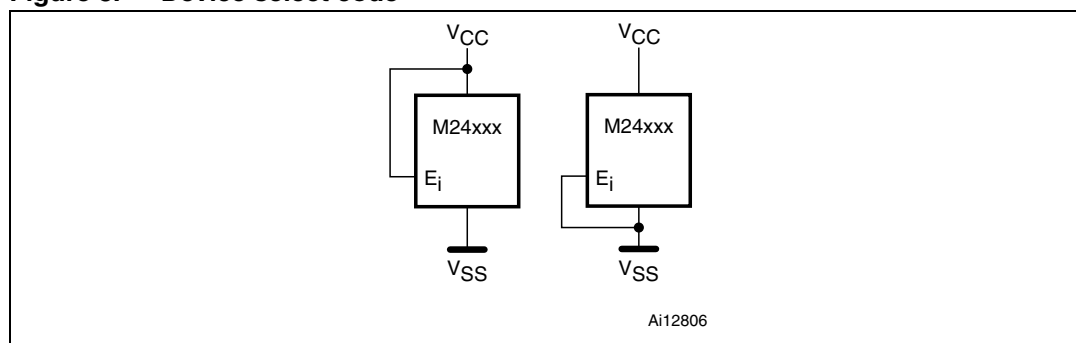 VCC VCC
M24xxx M24xxx
Ei Ei
VSS VSS
Ai12806